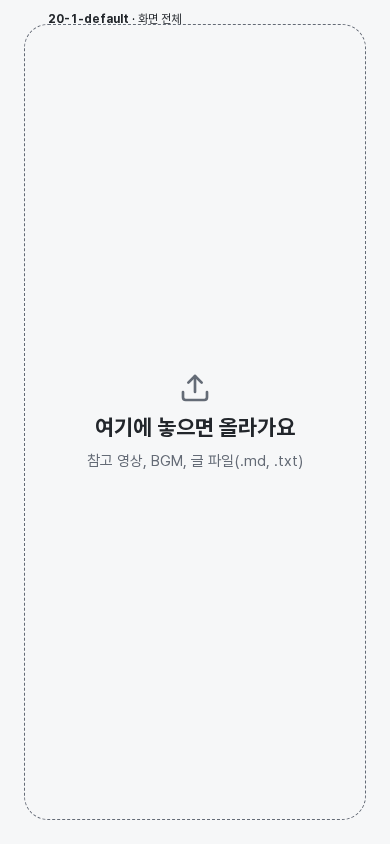 20-1-default · 화면 전체
여기에 놓으면 올라가요
참고 영상, BGM, 글 파일(.md, .txt)